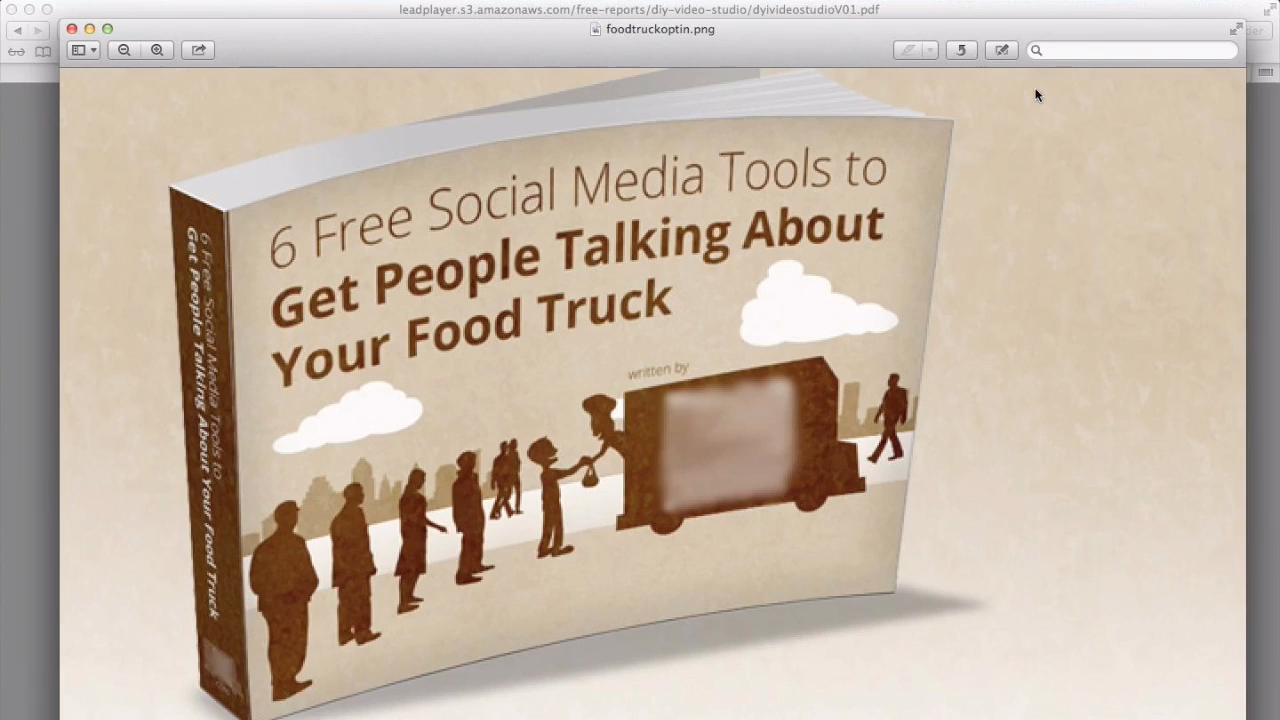 leadplayer.s3.amazonaws.com/free-reports/diy-video-studio/dyivideostudioV01.pdf
foodtruckoptin.png
6 Free Social Media Tools to
Get People Talking About
Your Food Truck
written by
6 Free Social Media Tools to
Get People Talking About Your Food Truck